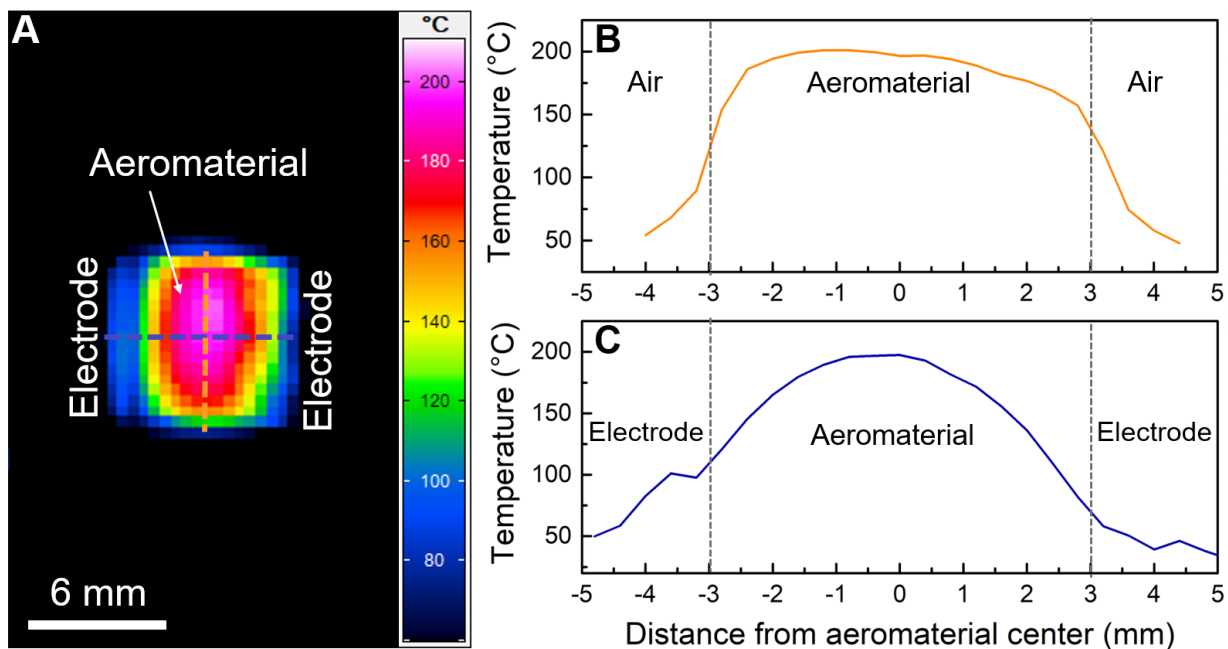 A
°C
200
180
160
140
120
100
80
Aeromaterial
Electrode
Electrode
6 mm
B
Temperature (°C)
200
150
100
50
Air
Aeromaterial
Air
-5 -4 -3 -2 -1 0 1 2 3 4 5
C
Temperature (°C)
200
150
100
50
Electrode
Aeromaterial
Electrode
-5 -4 -3 -2 -1 0 1 2 3 4 5
Distance from aeromaterial center (mm)